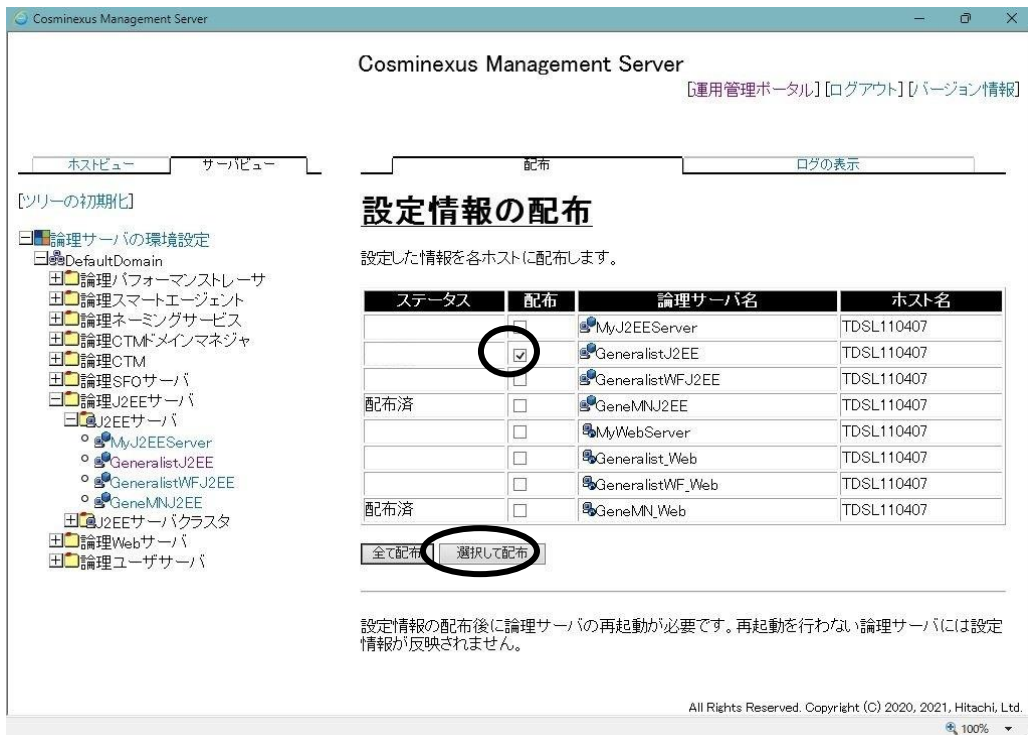 Cosminexus Management Server
Cosminexus Management Server
[運用管理ポータル] [ログアウト] [バージョン情報]
ホストビュー サーバビュー 配布 ログの表示
[ツリーの初期化]
論理サーバの環境設定
DefaultDomain
論理パフォーマンストレーサ
論理スマートエージェント
論理ネーミングサービス
論理CTMドメインマネジャ
論理CTM
論理SFOサーバ
論理J2EEサーバ
J2EEサーバ
MyJ2EEServer
GeneralistJ2EE
GeneralistWFJ2EE
GeneMNJ2EE
J2EEサーバクラスタ
論理Webサーバ
論理ユーザサーバ
設定情報の配布
設定した情報を各ホストに配布します。
ステータス 配布 論理サーバ名 ホスト名
MyJ2EEServer TDSL110407
GeneralistJ2EE TDSL110407
GeneralistWFJ2EE TDSL110407
配布済 GeneMNJ2EE TDSL110407
MyWebServer TDSL110407
Generalist_Web TDSL110407
GeneralistWF_Web TDSL110407
配布済 GeneMN_Web TDSL110407
全て配布 選択して配布
設定情報の配布後に論理サーバの再起動が必要です。再起動を行わない論理サーバには設定
情報が反映されません。
All Rights Reserved. Copyright (C) 2020, 2021, Hitachi, Ltd.
100%